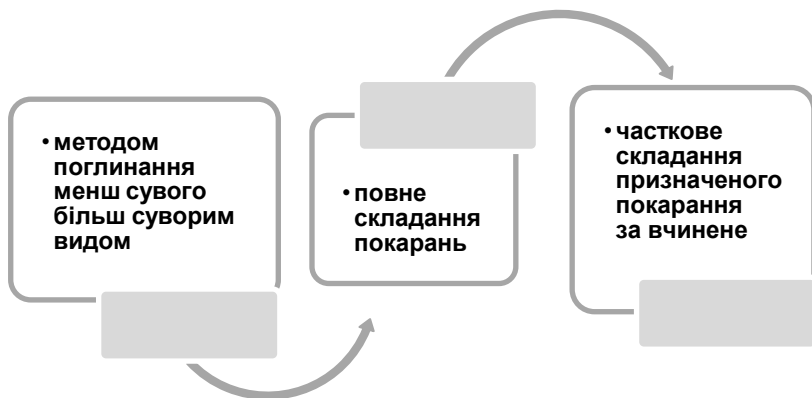 • методом
поглинання
менш сувого
більш суворим
видом
• повне
складання
покарань
• часткове
складання
призначеного
покарання
за вчинене